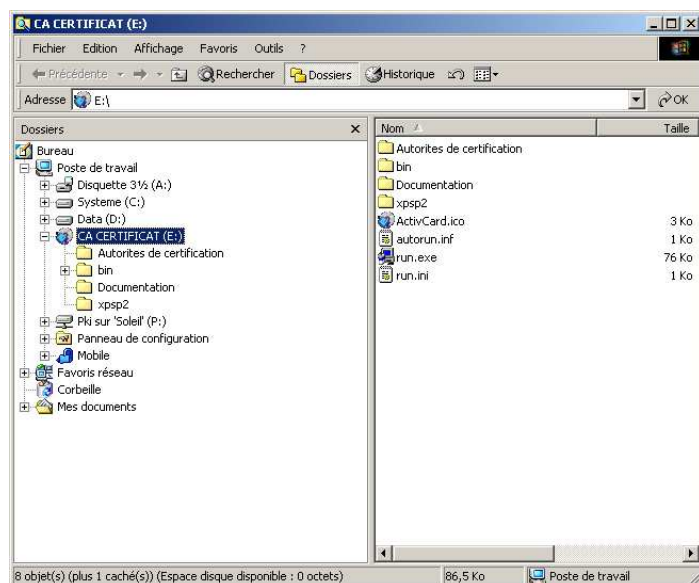 CA CERTIFICAT (E:)
Fichier Edition Affichage Favoris Outils ?
Précédente Rechercher Dossiers Historique
Adresse E:\ OK
Dossiers x
Bureau
Poste de travail
Disquette 3½ (A:)
Systeme (C:)
Data (D:)
CA CERTIFICAT (E:)
Autorites de certification
bin
Documentation
xpsp2
Pki sur 'Soleil' (P:)
Panneau de configuration
Mobile
Favoris réseau
Corbeille
Mes documents
Nom Taille
Autorites de certification
bin
Documentation
xpsp2
ActivCard.ico 3 Ko
autorun.inf 1 Ko
run.exe 76 Ko
run.ini 1 Ko
8 objet(s) (plus 1 caché(s)) (Espace disque disponible : 0 octets) 86,5 Ko Poste de travail